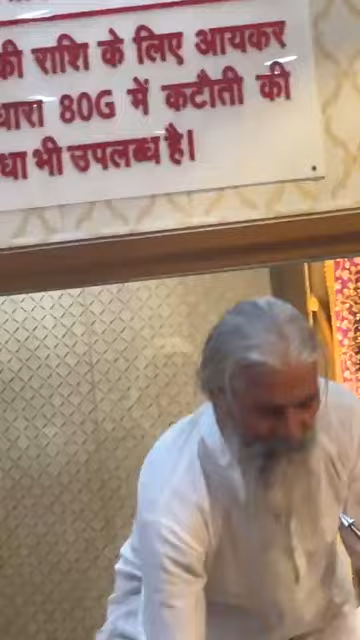 की राशि के लिए आयकर
धारा 80G में कटौती की
धा भी उपलब्ध है।